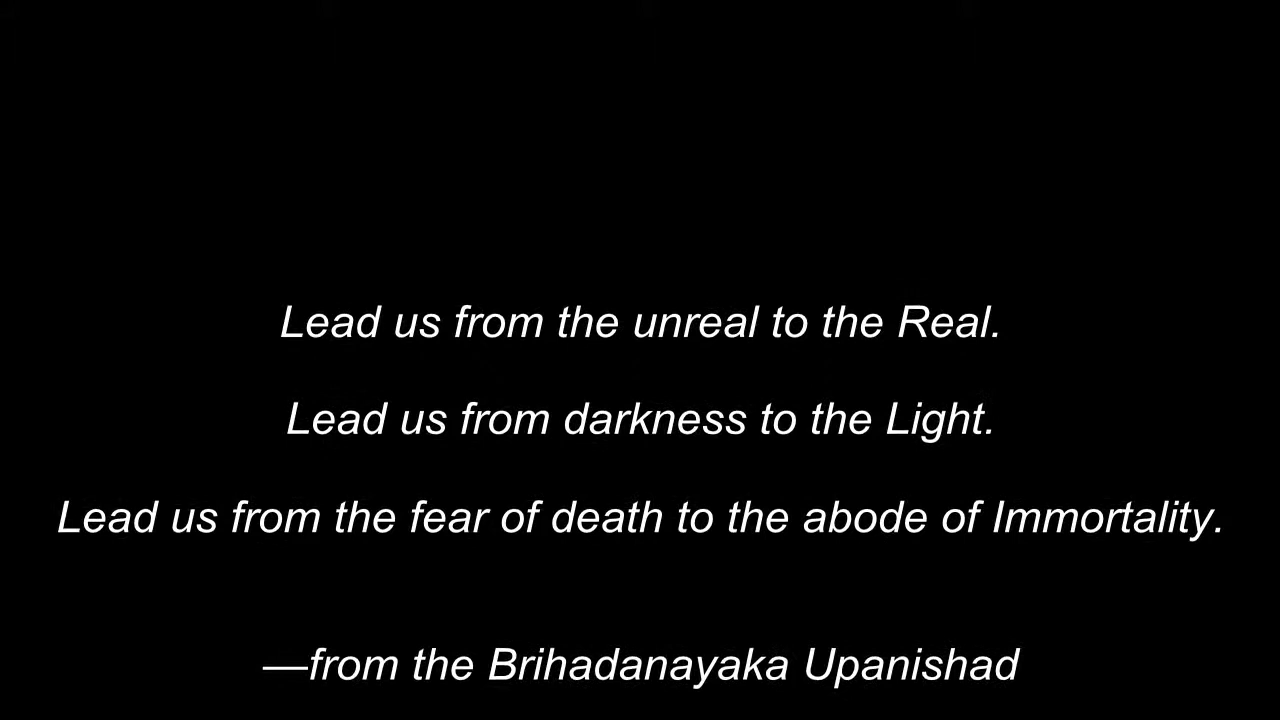 Lead us from the unreal to the Real.
Lead us from darkness to the Light.
Lead us from the fear of death to the abode of Immortality.
—from the Brihadanayaka Upanishad